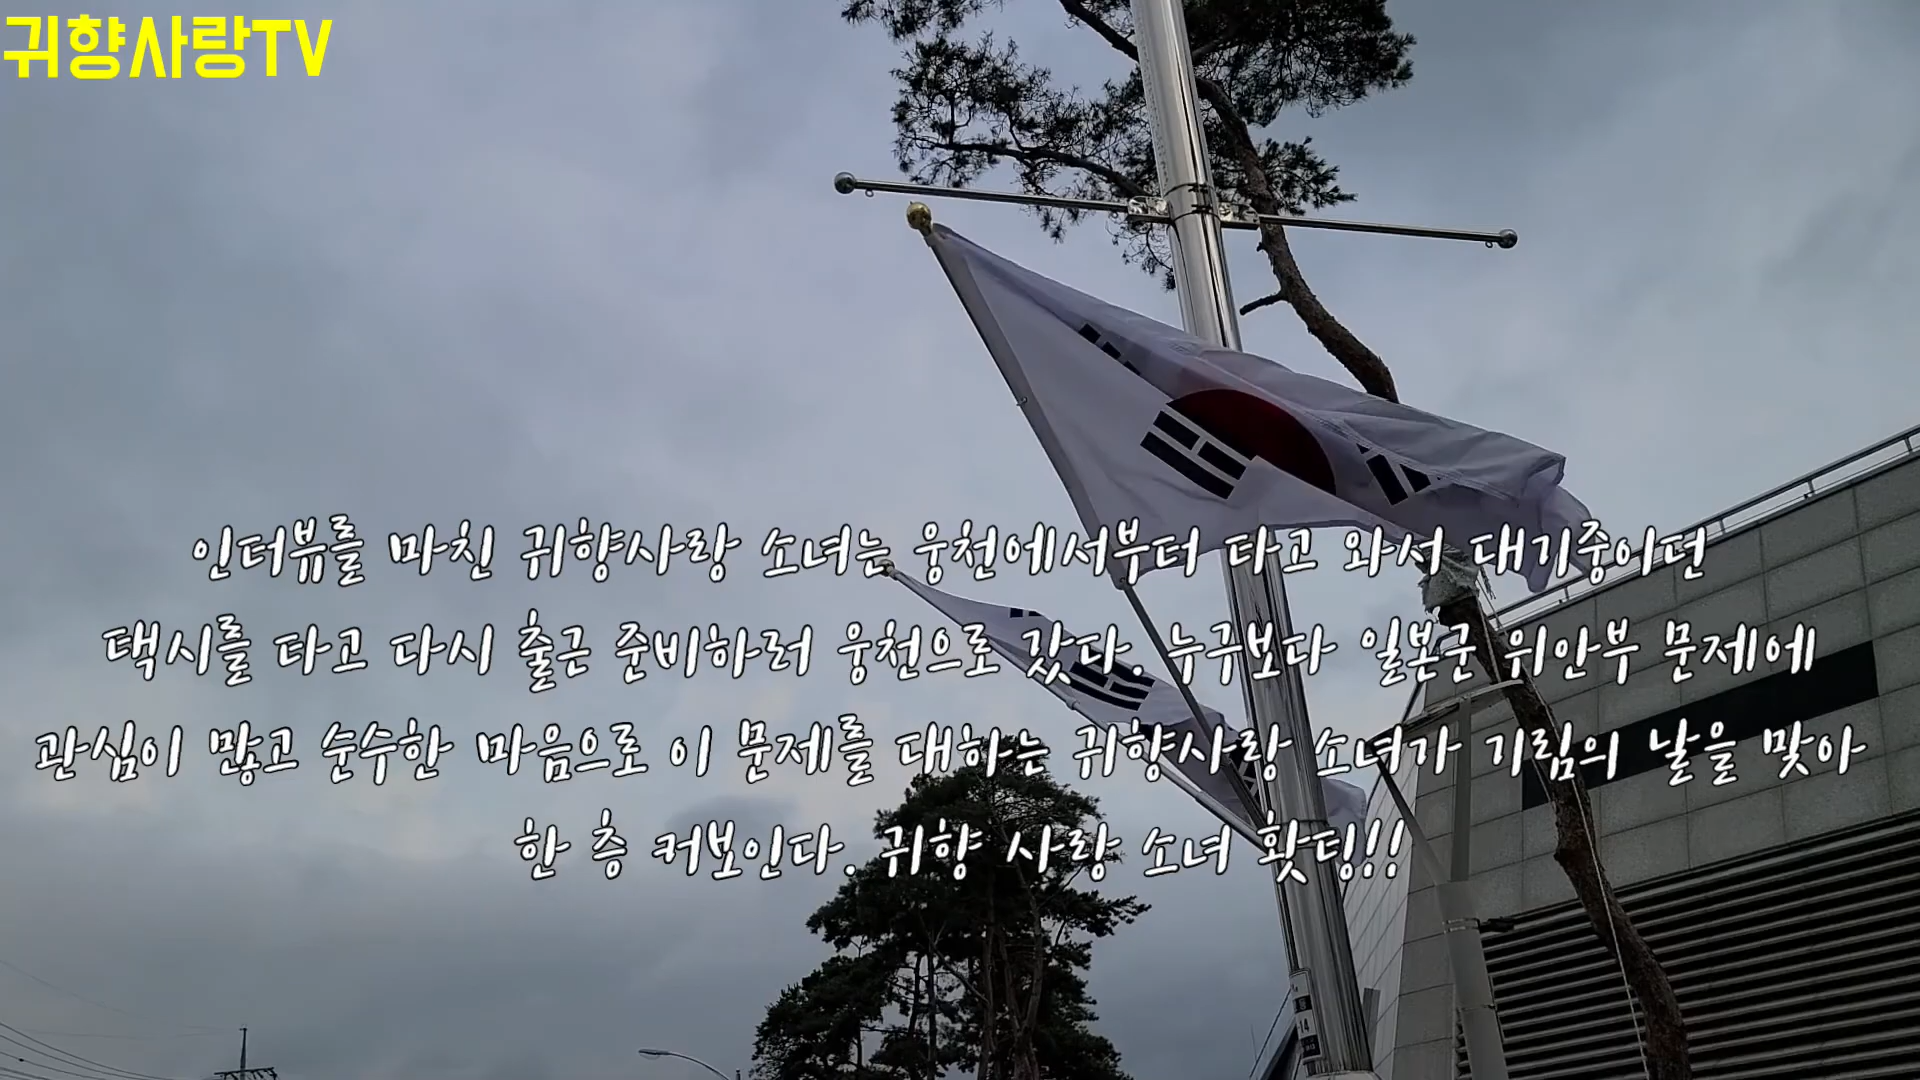 귀향사랑TV
인터뷰를 마친 귀향사랑 소녀는 웅천에서부터 타고 와서 대기중이던
택시를 타고 다시 출근 준비하러 웅천으로 갔다. 누구보다 일본군 위안부 문제에
관심이 많고 순수한 마음으로 이 문제를 대하는 귀향사랑 소녀가 기림의 날을 맞아
한 층 커보인다. 귀향 사랑 소녀 홧팅!!